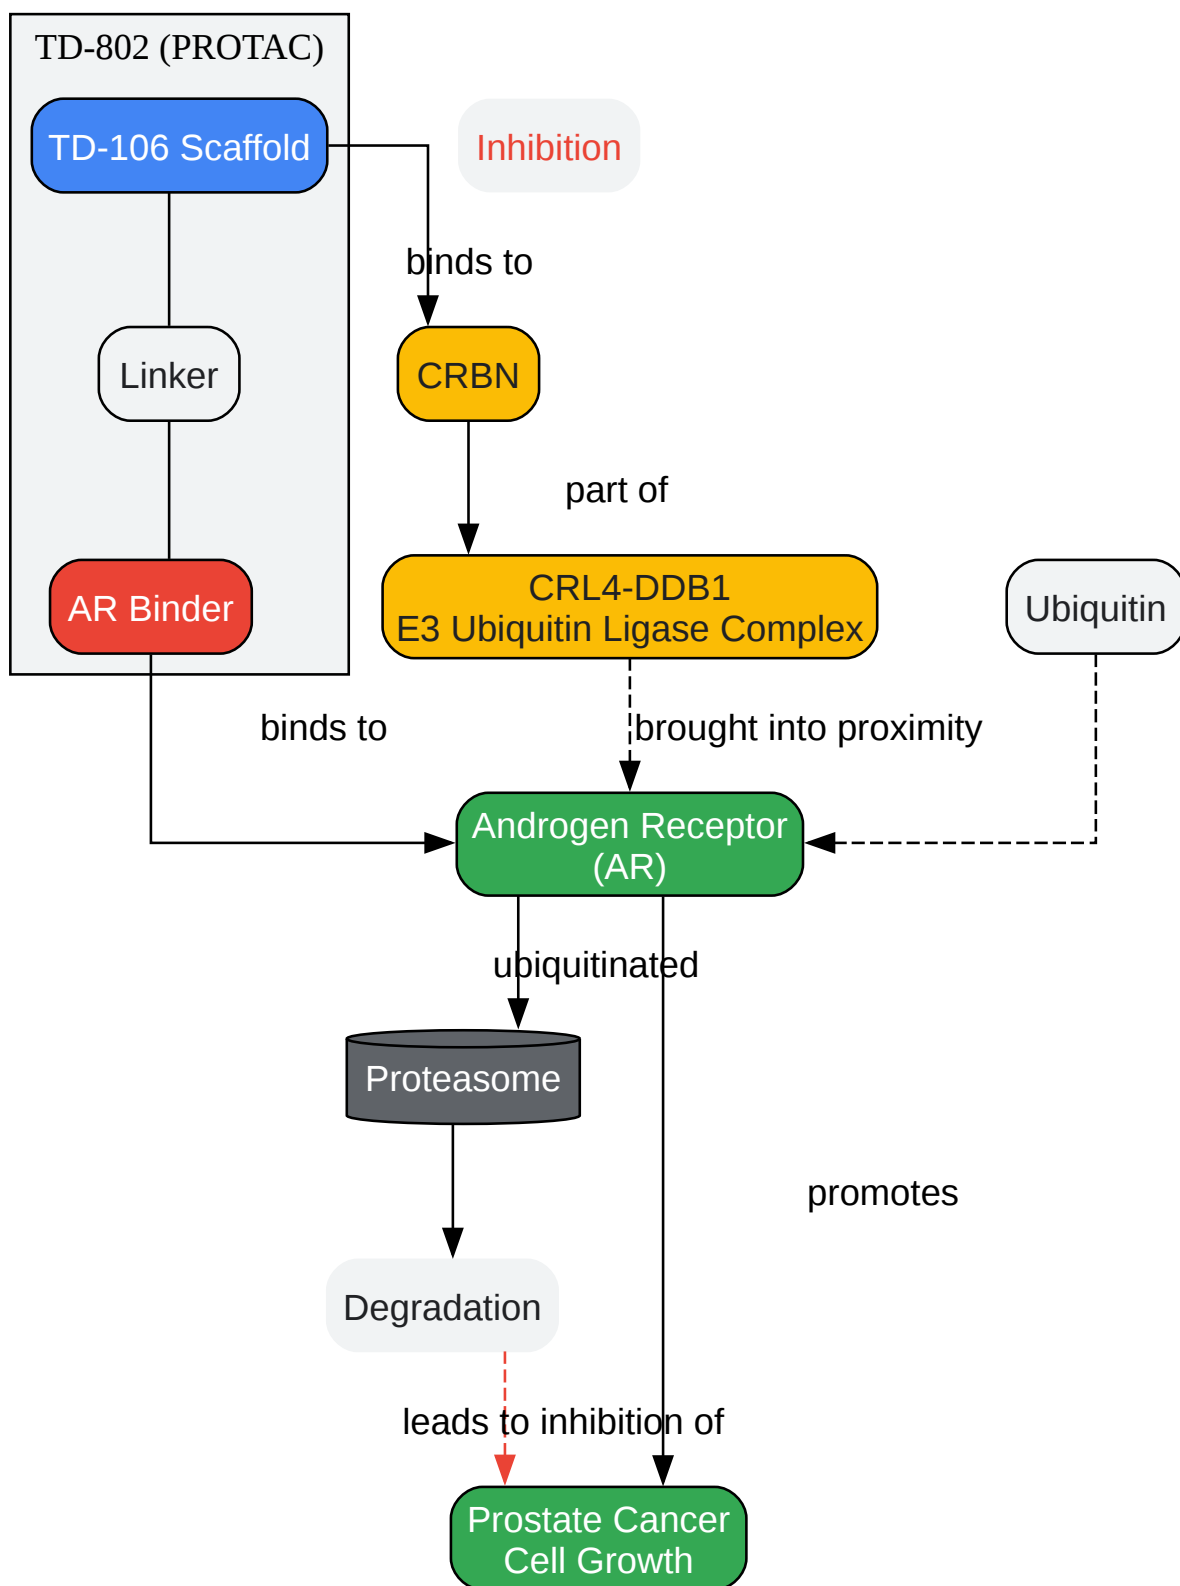 TD-802 (PROTAC)
TD-106 Scaffold
Inhibition
binds to
Linker
CRBN
part of
AR Binder
CRL4-DDB1
E3 Ubiquitin Ligase Complex
Ubiquitin
binds to
brought into proximity
Androgen Receptor
(AR)
ubiquitinated
Proteasome
promotes
Degradation
leads to inhibition of
Prostate Cancer
Cell Growth